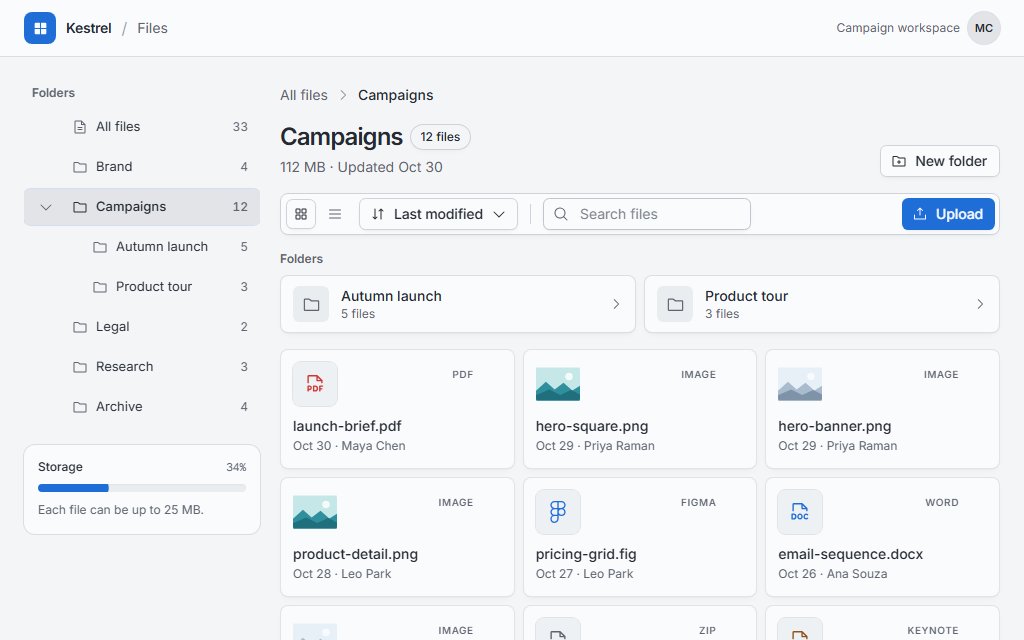 Kestrel / Files
Campaign workspace MC
Folders
All files 33
Brand 4
Campaigns 12
Autumn launch 5
Product tour 3
Legal 2
Research 3
Archive 4
Storage 34%
Each file can be up to 25 MB.
All files > Campaigns
Campaigns 12 files
112 MB · Updated Oct 30
New folder
Last modified
Search files
Upload
Folders
Autumn launch
5 files
Product tour
3 files
PDF
PDF
launch-brief.pdf
Oct 30 · Maya Chen
IMAGE
hero-square.png
Oct 29 · Priya Raman
IMAGE
hero-banner.png
Oct 29 · Priya Raman
IMAGE
product-detail.png
Oct 28 · Leo Park
FIGMA
pricing-grid.fig
Oct 27 · Leo Park
DOC
WORD
email-sequence.docx
Oct 26 · Ana Souza
IMAGE
ZIP
KEYNOTE